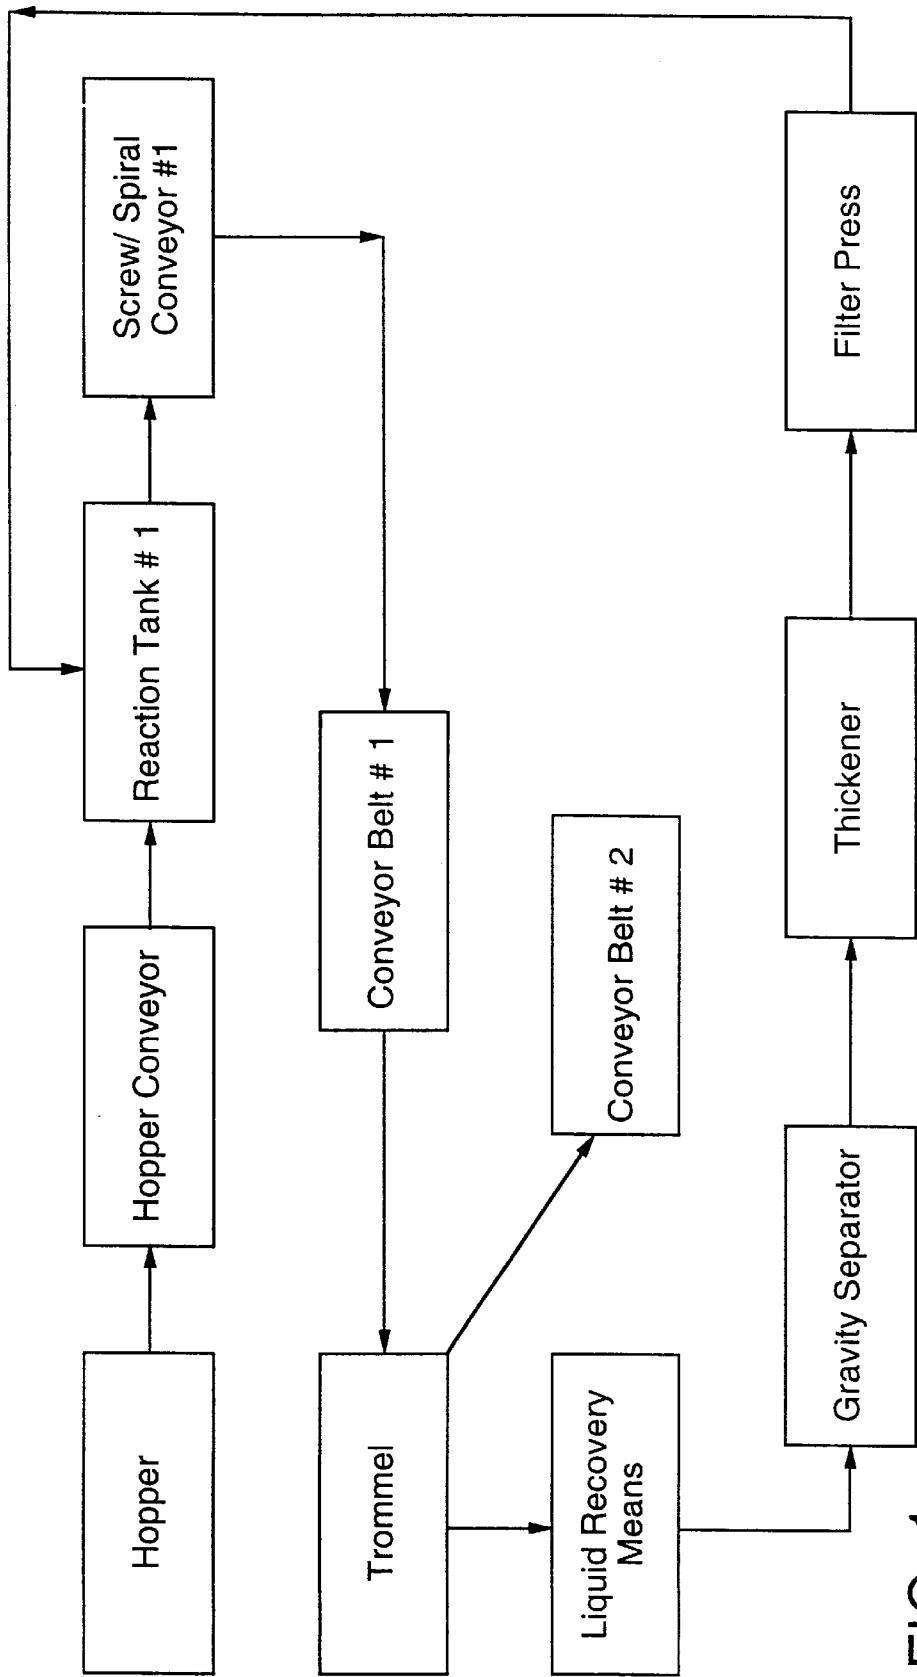 Hopper
Hopper Conveyor
Reaction Tank # 1
Screw/ Spiral
Conveyor #1
Trommel
Conveyor Belt # 1
Liquid Recovery
Means
Conveyor Belt # 2
Gravity Separator
Thickener
Filter Press